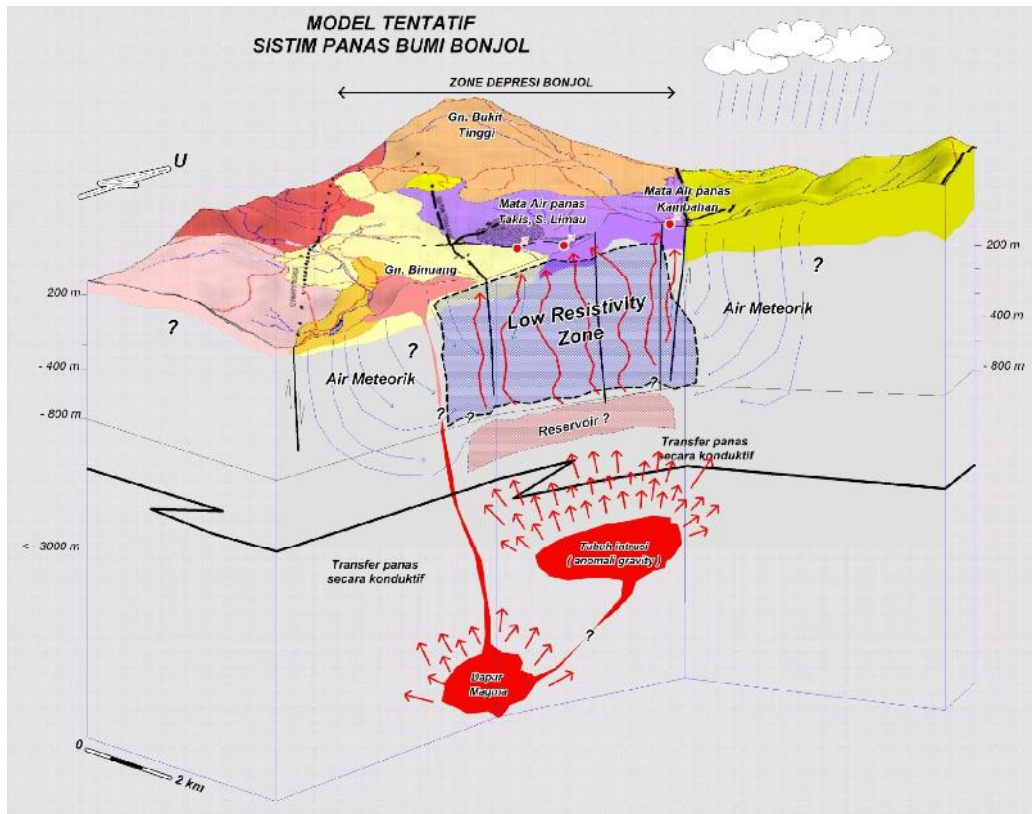 MODEL TENTATIF
SISTIM PANAS BUMI BONJOL
ZONE DEPRESI BONJOL
Gn. Bukit
Tinggi
U
Mata Air panas
Takis, S. Limau
Mata Air panas
Kambahan
Gn. Binuang
200 m
200 m
?
?
?
Low Resistivity
Zone
Air Meteorik
- 400 m
- 400 m
Air Meteorik
- 800 m
- 800 m
?
?
?
Reservoir ?
Transfer panas
secara konduktif
< - 3000 m
Transfer panas
secara konduktif
Tubuh intrusi
( anomali gravity )
?
Dapur
Magma
0
2 km